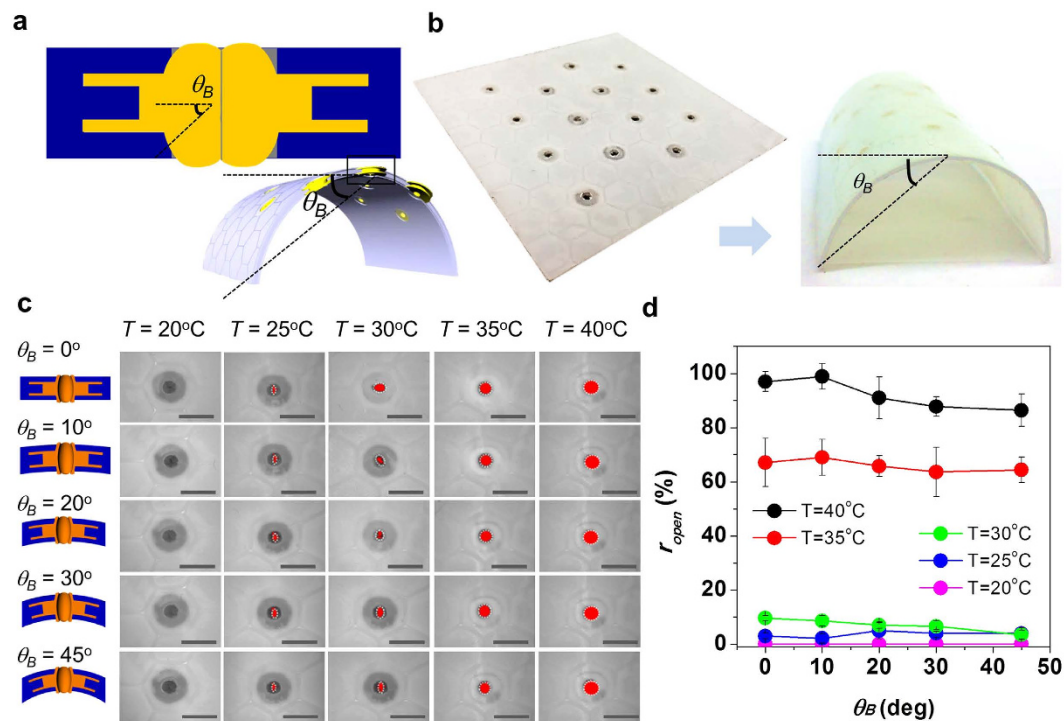 a
θB
θB
b
θB
c
T = 20°C
T = 25°C
T = 30°C
T = 35°C
T = 40°C
θB = 0°
θB = 10°
θB = 20°
θB = 30°
θB = 45°
d
100
80
60
40
20
0
ropen (%)
T=40°C
T=35°C
T=30°C
T=25°C
T=20°C
0
10
20
30
40
50
θB (deg)